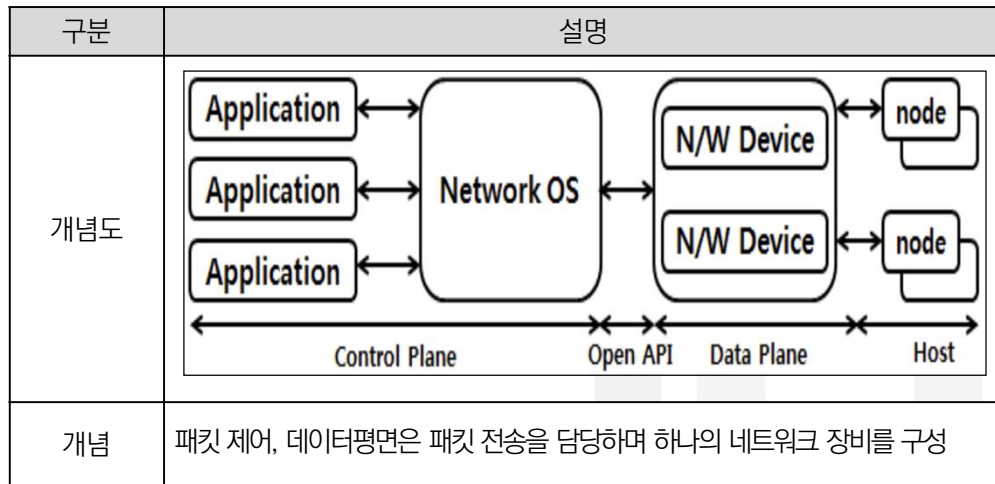 구분 설명
개념도
Application
Application
Application
Network OS
N/W Device
N/W Device
node
node
Control Plane Open API Data Plane Host
개념 패킷 제어, 데이터평면은 패킷 전송을 담당하며 하나의 네트워크 장비를 구성